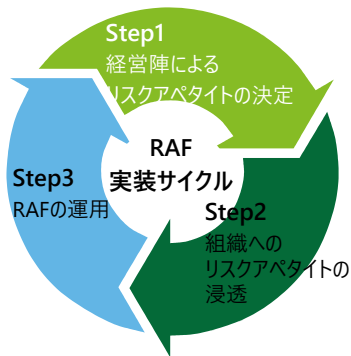 Step1
経営陣による
リスクアペタイトの決定
RAF
実装サイクル
Step2
組織への
リスクアペタイトの
浸透
Step3
RAFの運用